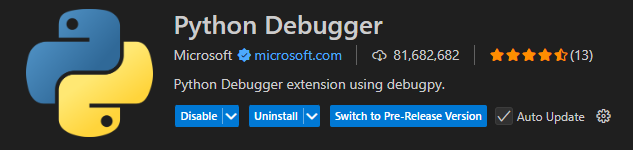 Python Debugger
Microsoft microsoft.com 81,682,682 (13)
Python Debugger extension using debugpy.
Disable Uninstall Switch to Pre-Release Version Auto Update